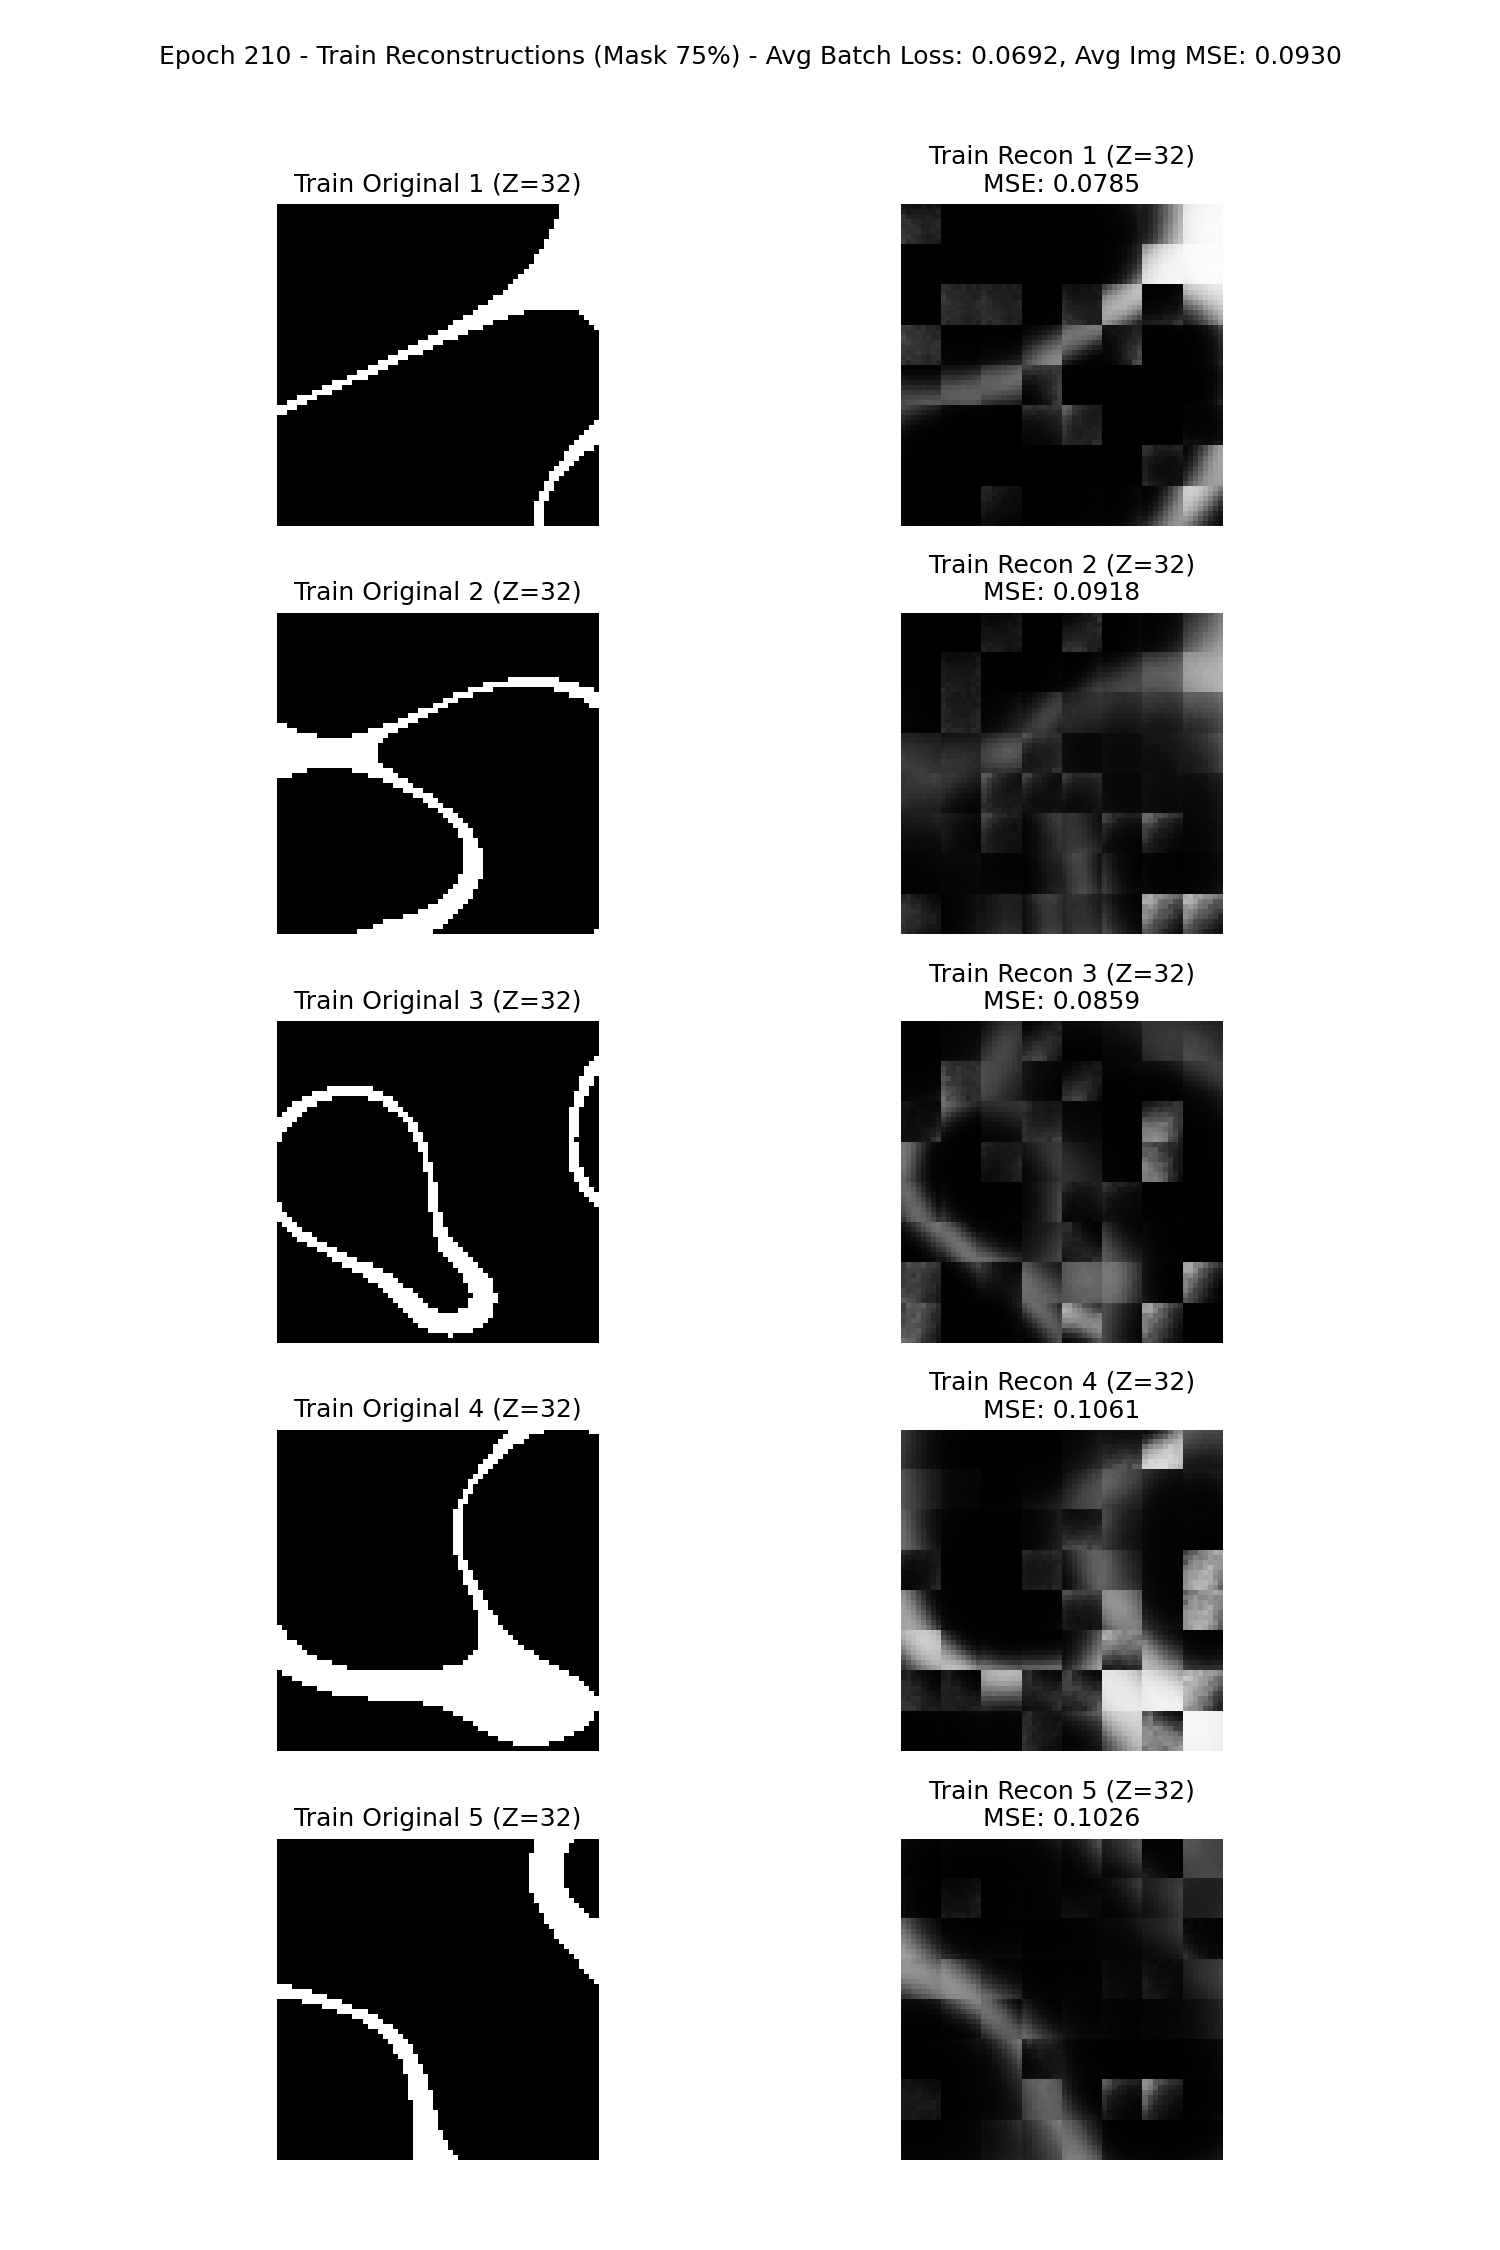 Epoch 210 - Train Reconstructions (Mask 75%) - Avg Batch Loss: 0.0692, Avg Img MSE: 0.0930
Train Original 1 (Z=32)
Train Recon 1 (Z=32)
MSE: 0.0785
Train Original 2 (Z=32)
Train Recon 2 (Z=32)
MSE: 0.0918
Train Original 3 (Z=32)
Train Recon 3 (Z=32)
MSE: 0.0859
Train Original 4 (Z=32)
Train Recon 4 (Z=32)
MSE: 0.1061
Train Original 5 (Z=32)
Train Recon 5 (Z=32)
MSE: 0.1026